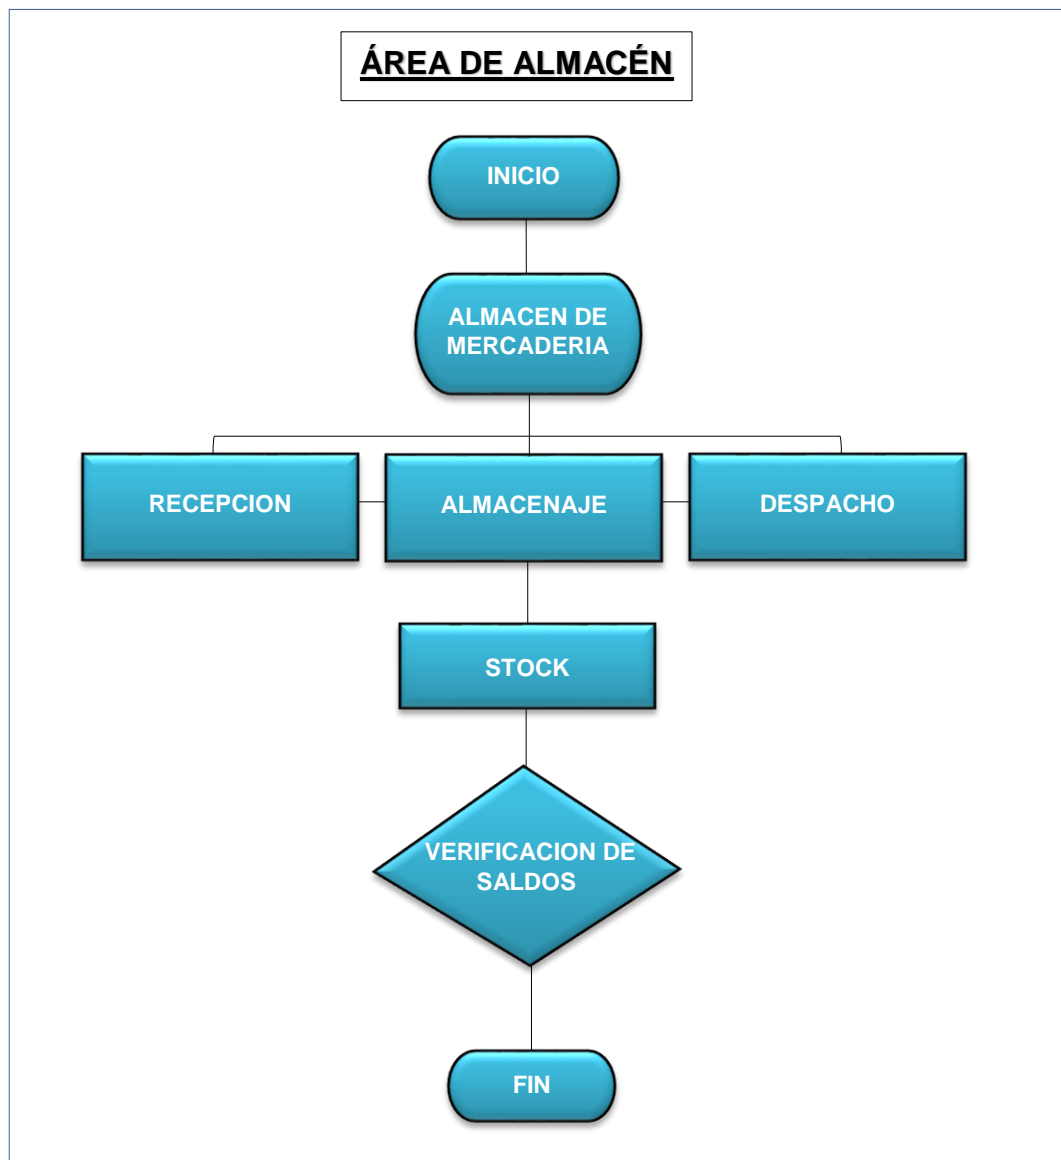 ÁREA DE ALMACÉN
INICIO
ALMACEN DE
MERCADERIA
RECEPCION
ALMACENAJE
DESPACHO
STOCK
VERIFICACION DE
SALDOS
FIN